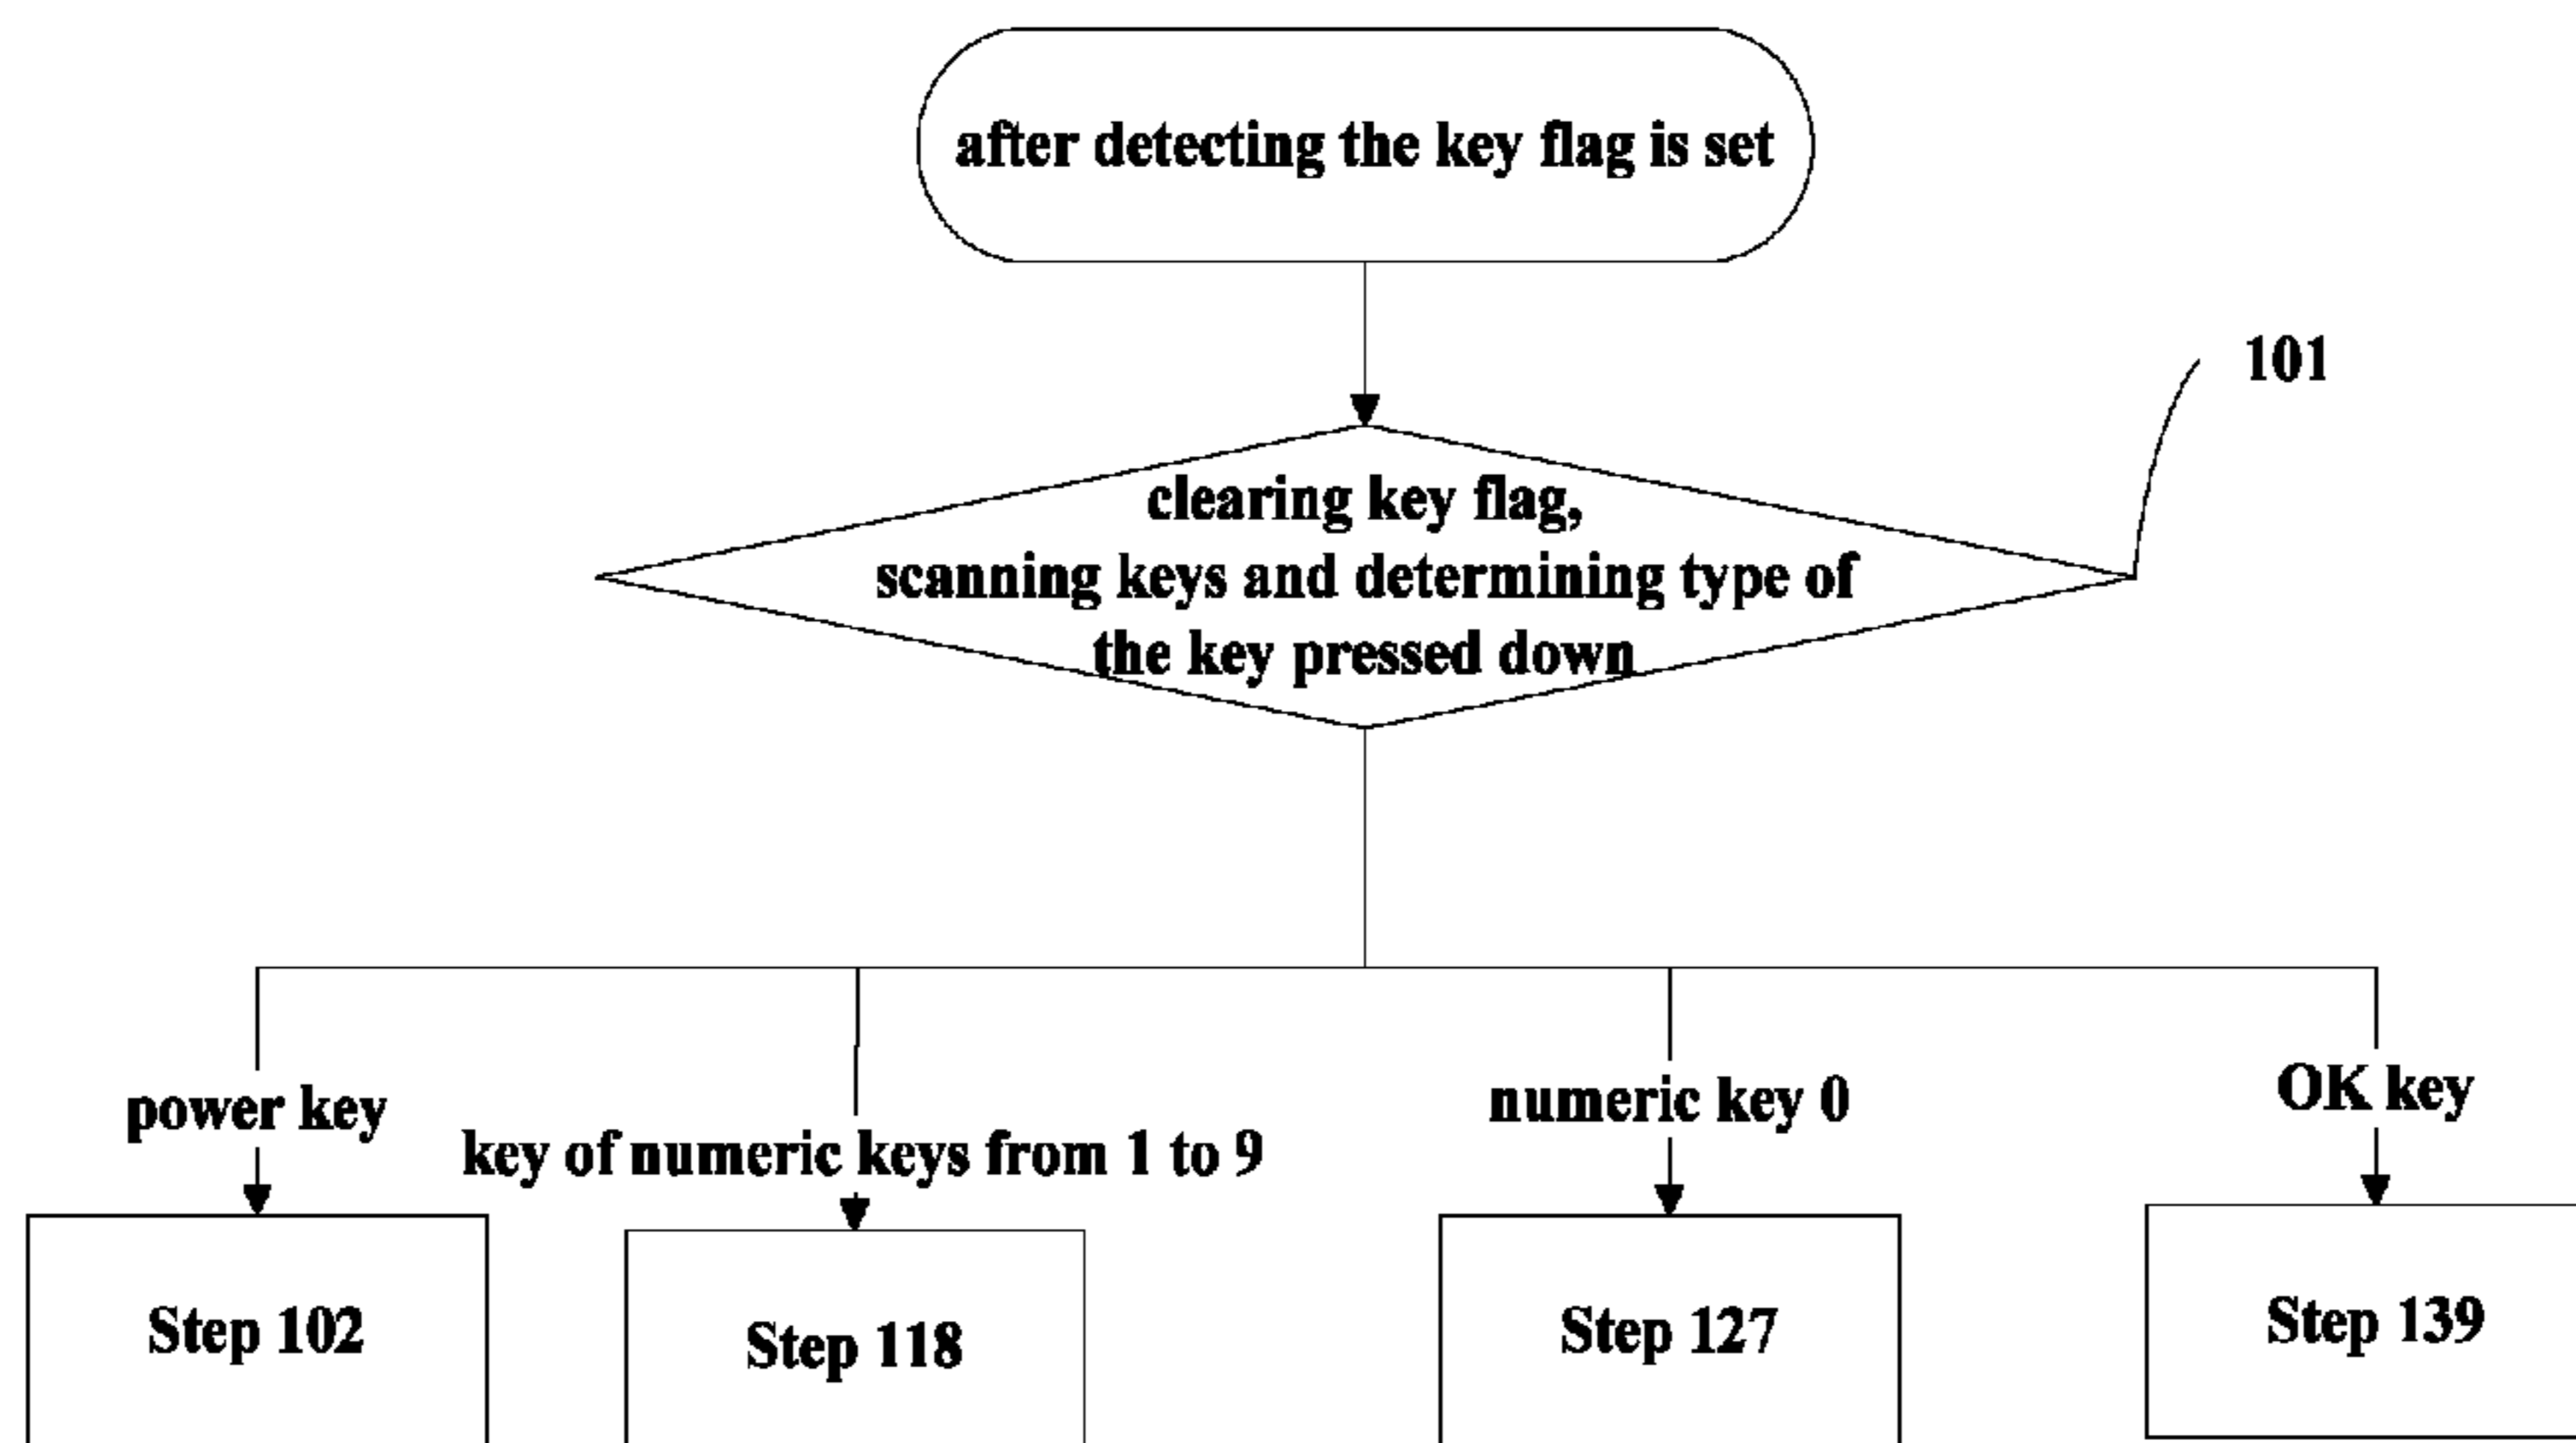 after detecting the key flag is set
101
clearing key flag,
scanning keys and determining type of
the key pressed down
power key
key of numeric keys from 1 to 9
numeric key 0
OK key
Step 102
Step 118
Step 127
Step 139